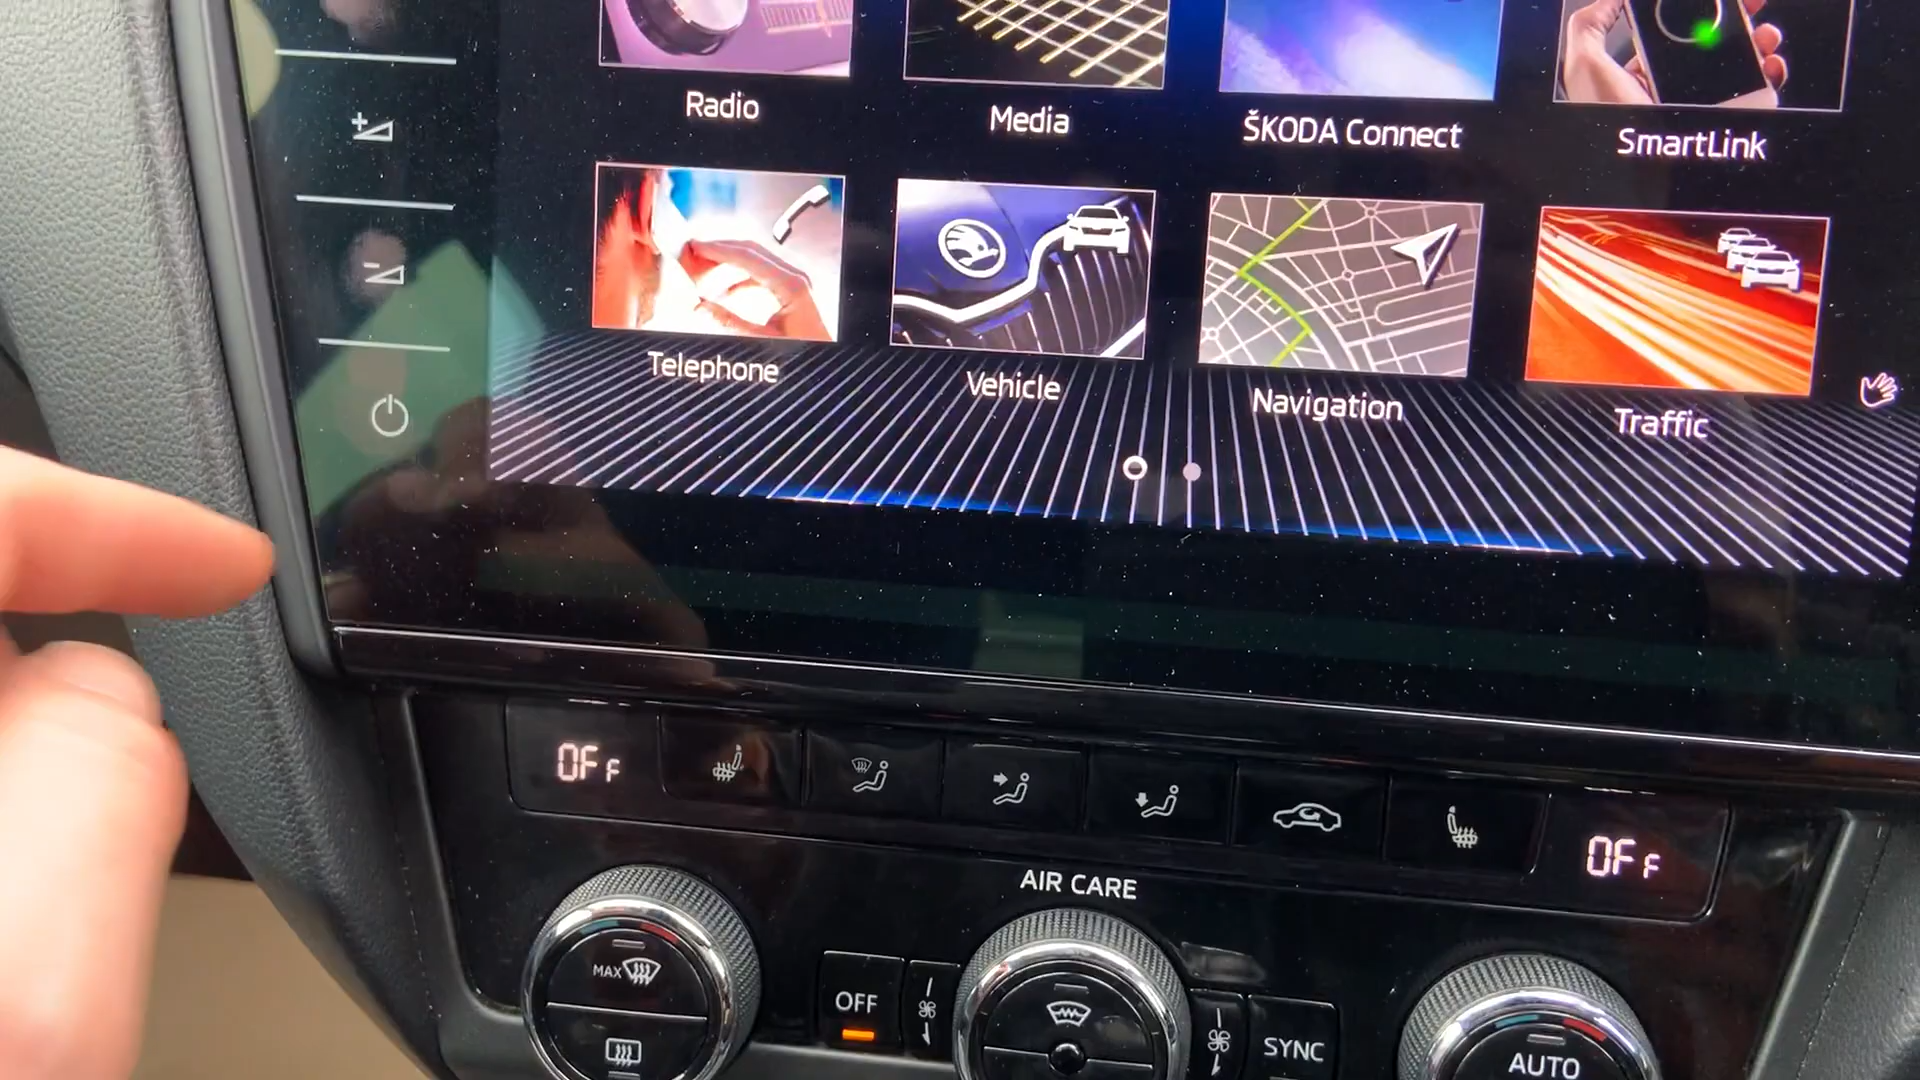 Radio
Media
ŠKODA Connect
SmartLink
Telephone
Vehicle
Navigation
Traffic
OFF
OFF
AIR CARE
MAX
OFF
SYNC
AUTO